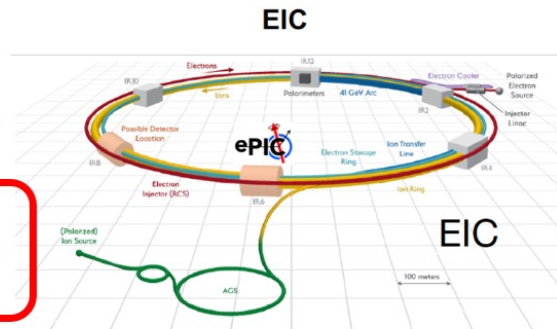 EIC
IR12
Electrons
Electron Cooler
IR10
Ions
Polarimeters
41 GeV Arc
Polarized
Electron
Source
IR2
Injector
Linac
Possible Detector
Location
ePIC
Electron Storage
Ring
Ion Transfer
Line
IR8
IR4
Electron
Injector (RCS)
IR6
Ion Ring
(Polarized)
Ion Source
EIC
AGS
100 meters